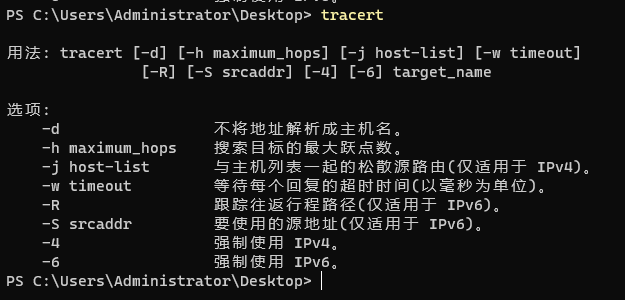 PS C:\Users\Administrator\Desktop> tracert
用法: tracert [-d] [-h maximum_hops] [-j host-list] [-w timeout]
[-R] [-S srcaddr] [-4] [-6] target_name
选项:
-d 不将地址解析成主机名。
-h maximum_hops 搜索目标的最大跃点数。
-j host-list 与主机列表一起的松散源路由(仅适用于 IPv4)。
-w timeout 等待每个回复的超时时间(以毫秒为单位)。
-R 跟踪往返行程路径(仅适用于 IPv6)。
-S srcaddr 要使用的源地址(仅适用于 IPv6)。
-4 强制使用 IPv4。
-6 强制使用 IPv6。
PS C:\Users\Administrator\Desktop>